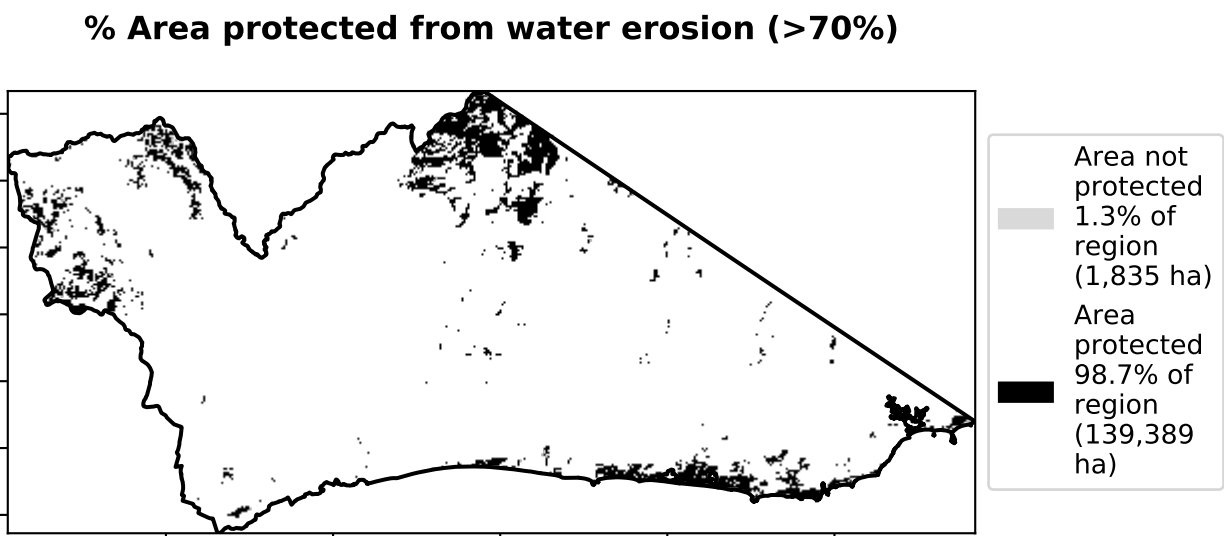 % Area protected from water erosion (>70%)
Area not
protected
1.3% of
region
(1,835 ha)
Area
protected
98.7% of
region
(139,389
ha)